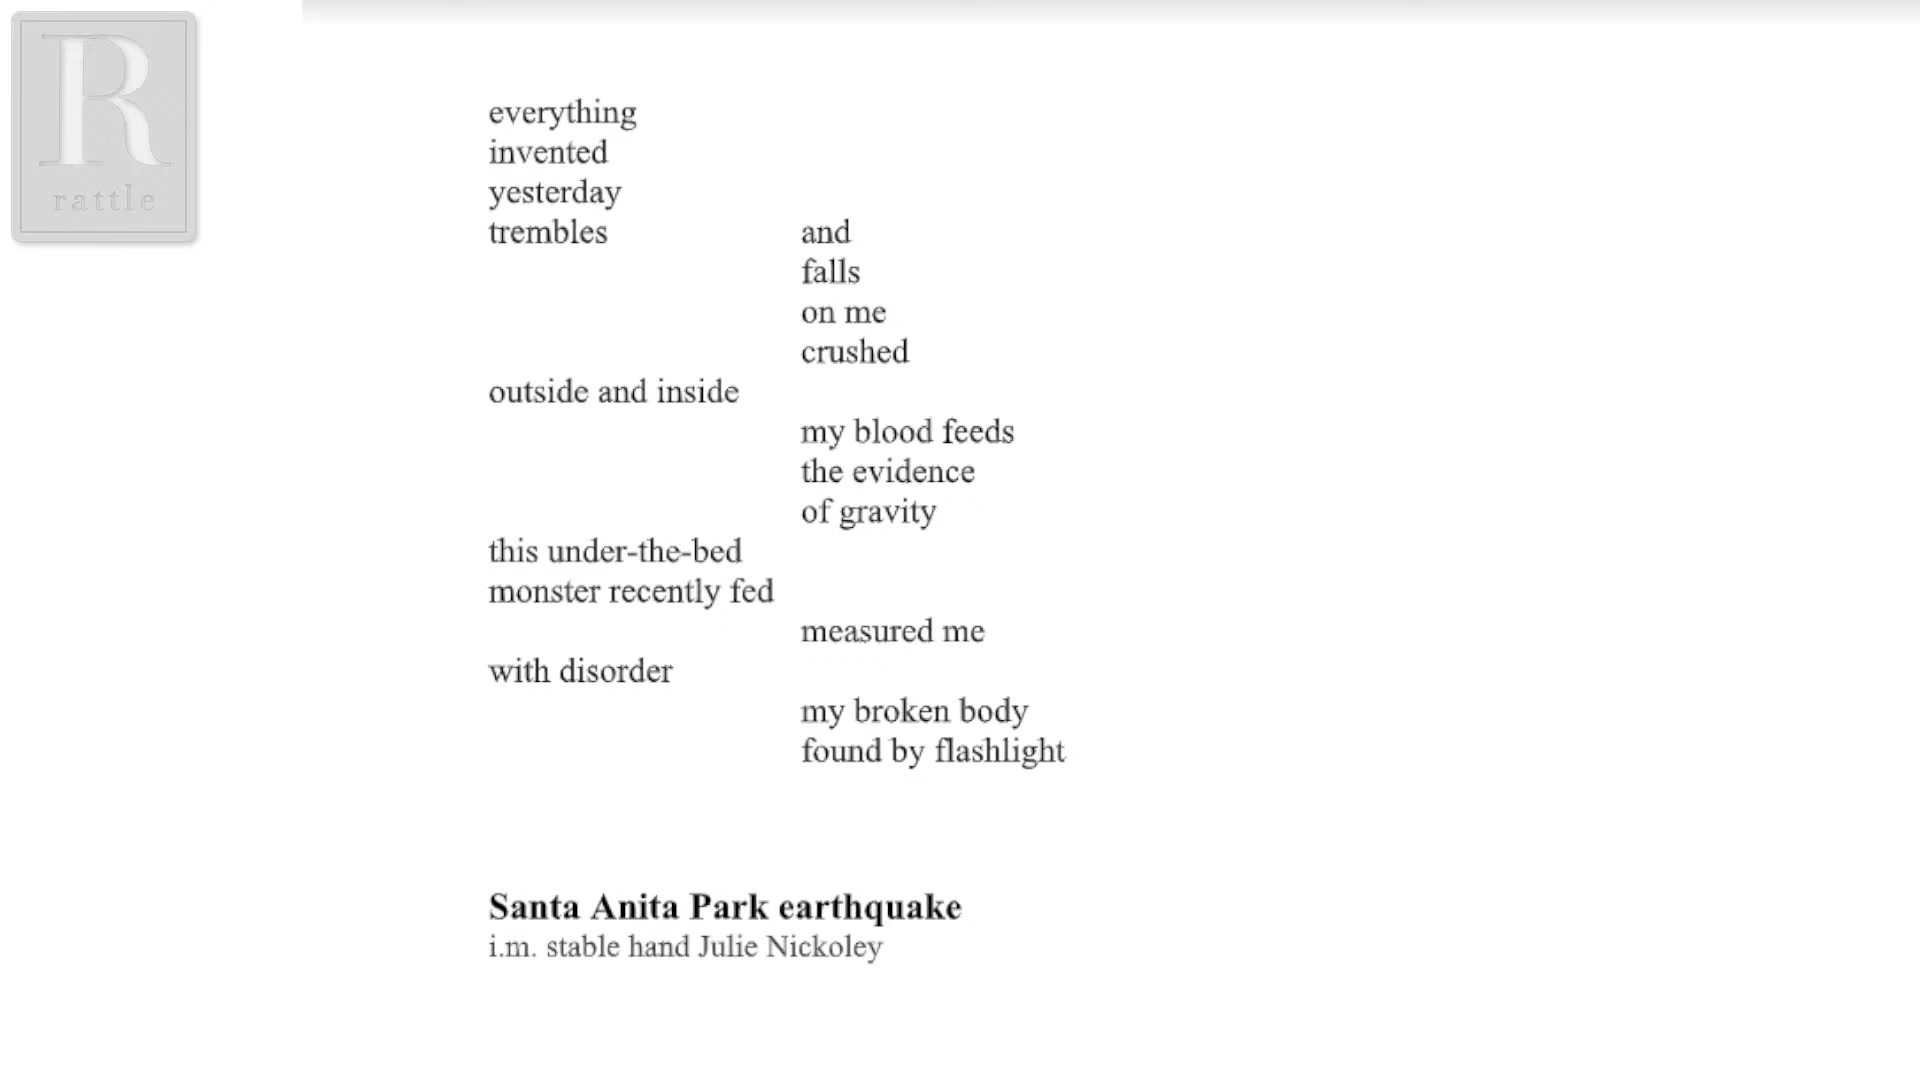 R
rattle
everything
invented
yesterday
trembles and
falls
on me
crushed
outside and inside
my blood feeds
the evidence
of gravity
this under-the-bed
monster recently fed
measured me
with disorder
my broken body
found by flashlight
Santa Anita Park earthquake
i.m. stable hand Julie Nickoley